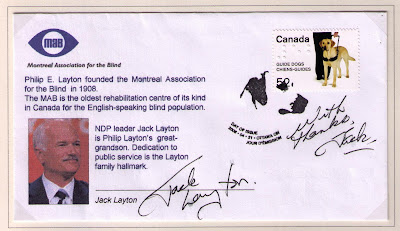 MAB
Montreal Association for the Blind
Philip E. Layton founded the Montreal Association
for the Blind in 1908.
The MAB is the oldest rehabilitation centre of its kind
in Canada for the English-speaking blind population.
NDP leader Jack Layton
is Philip Layton's great-
grandson. Dedication to
public service is the Layton
family hallmark.
Jack Layton
Jack
Layton.
Canada
GUIDE DOGS
CHIENS-GUIDES
DAY OF ISSUE
JOUR D'ÉMISSION
With
thanks,
Jack